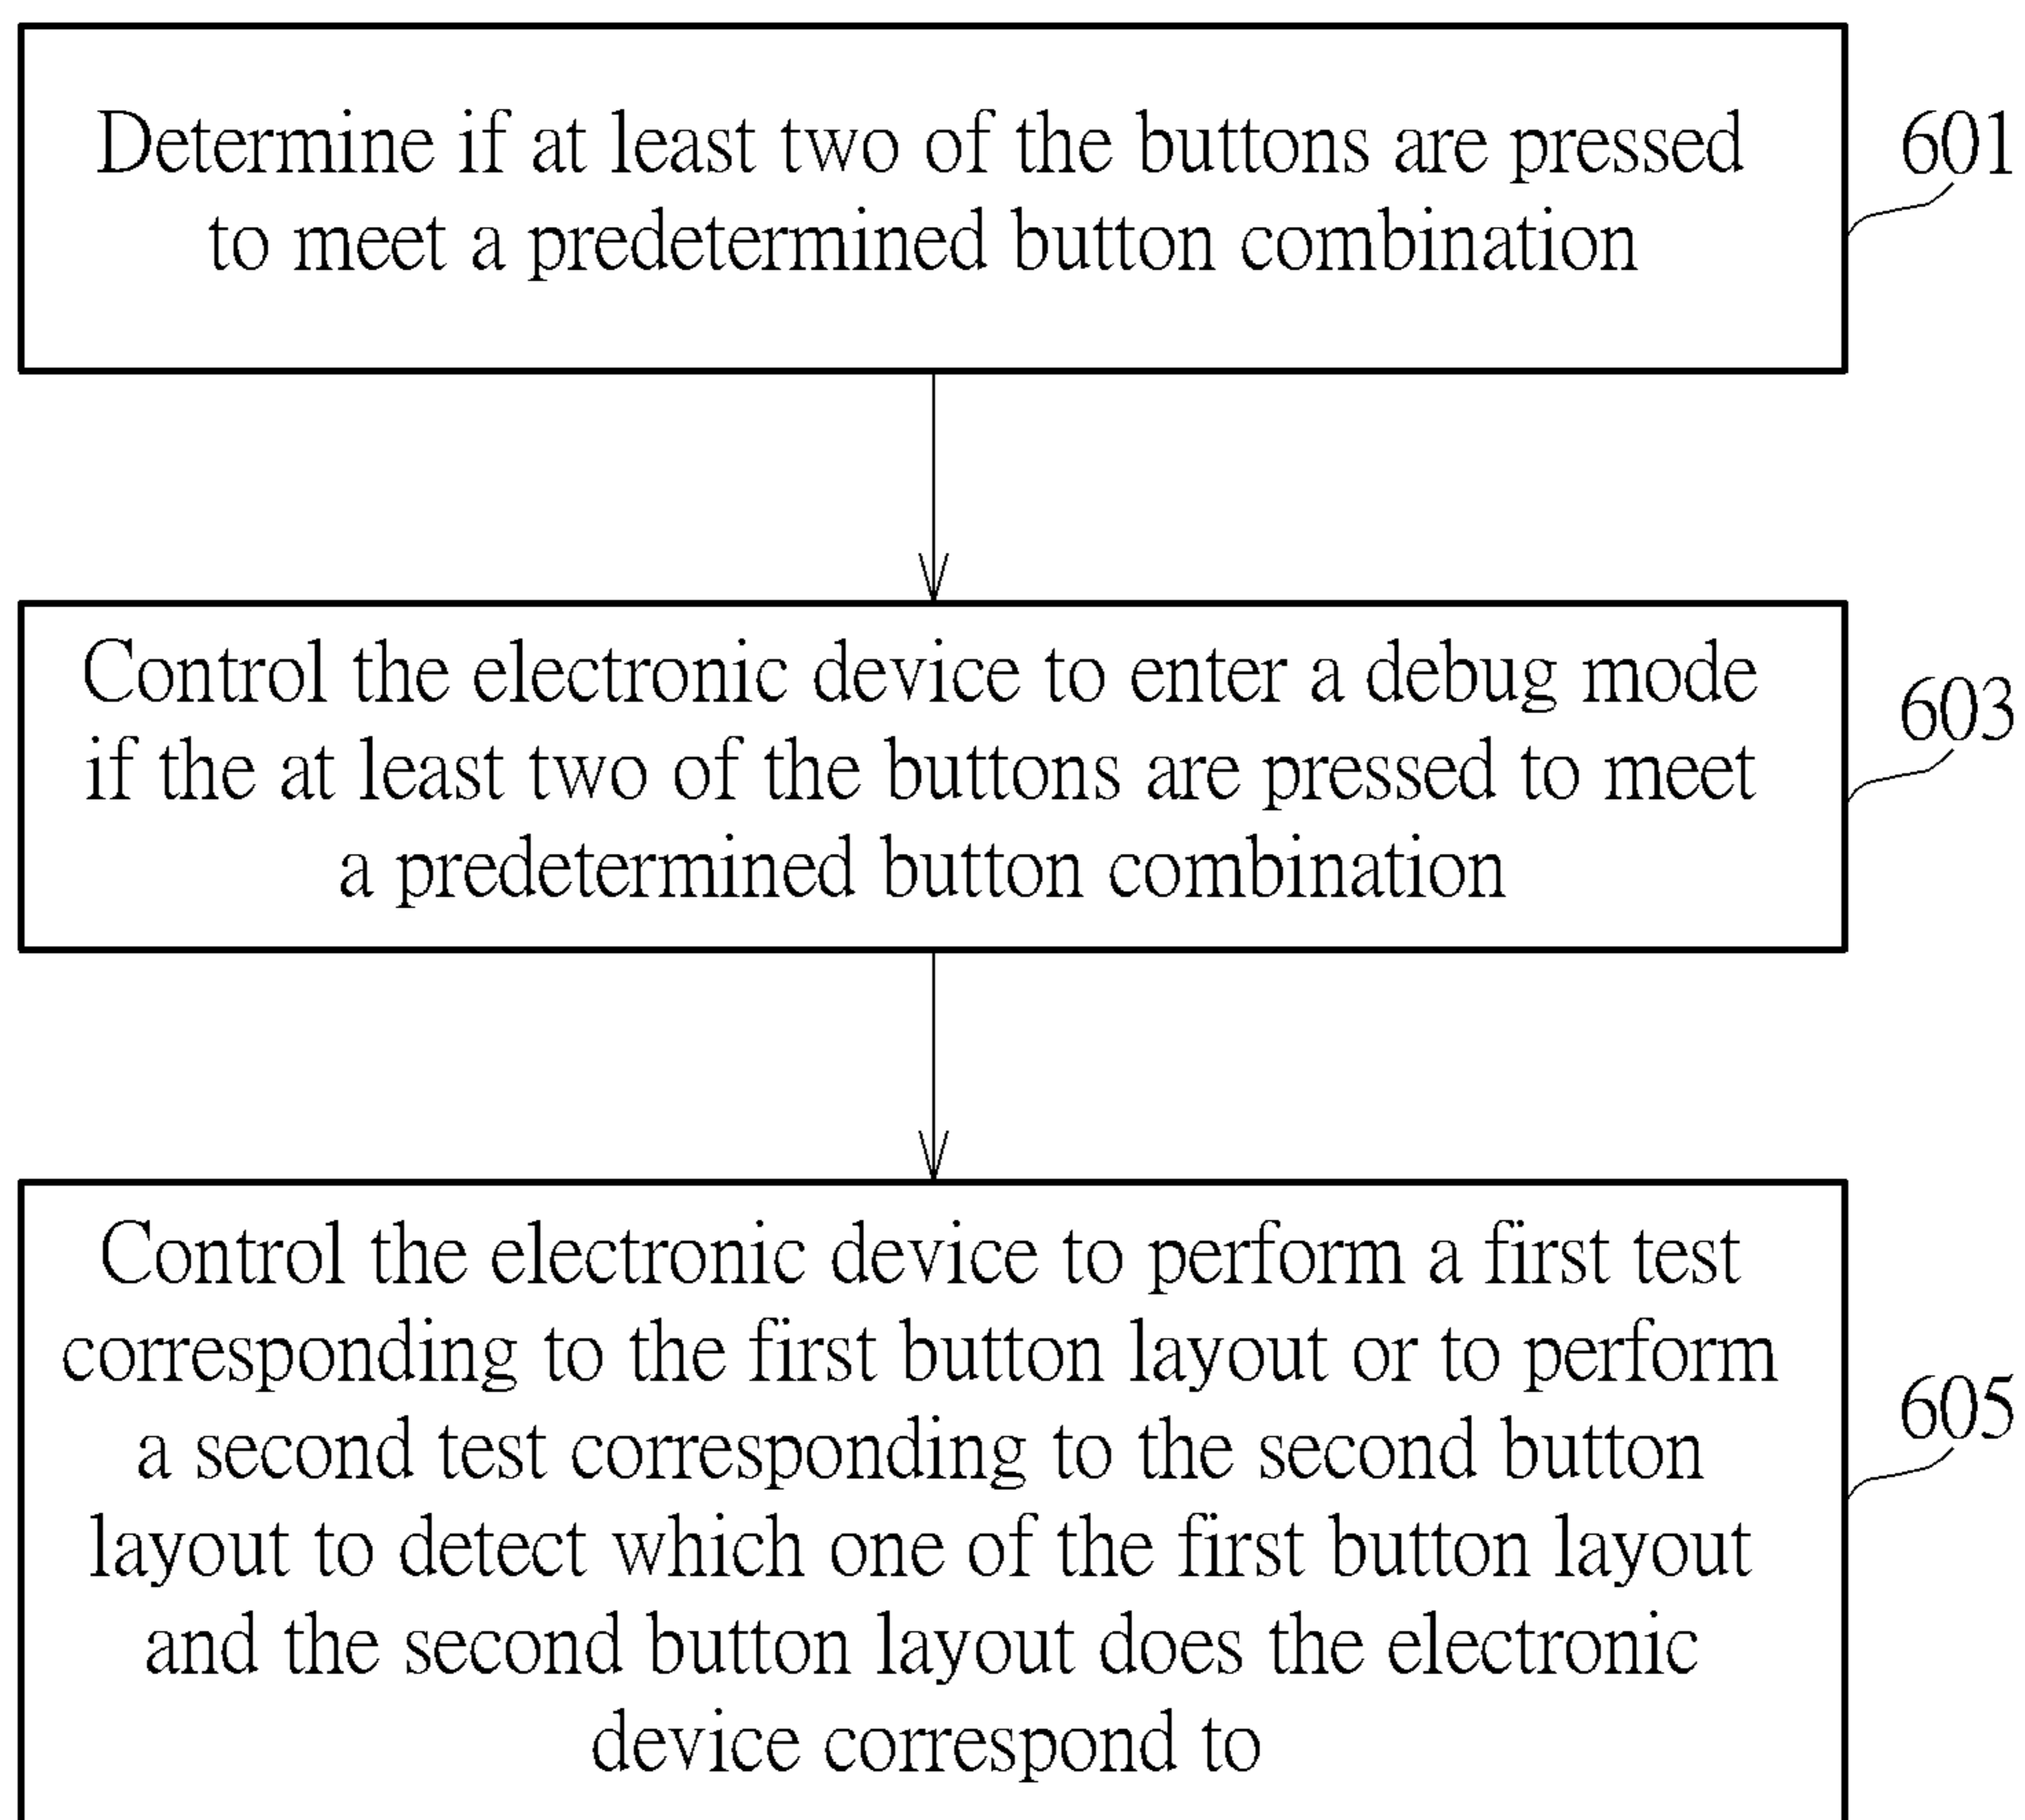 Determine if at least two of the buttons are pressed
to meet a predetermined button combination
601
Control the electronic device to enter a debug mode
if the at least two of the buttons are pressed to meet
a predetermined button combination
603
Control the electronic device to perform a first test
corresponding to the first button layout or to perform
a second test corresponding to the second button
layout to detect which one of the first button layout
and the second button layout does the electronic
device correspond to
605